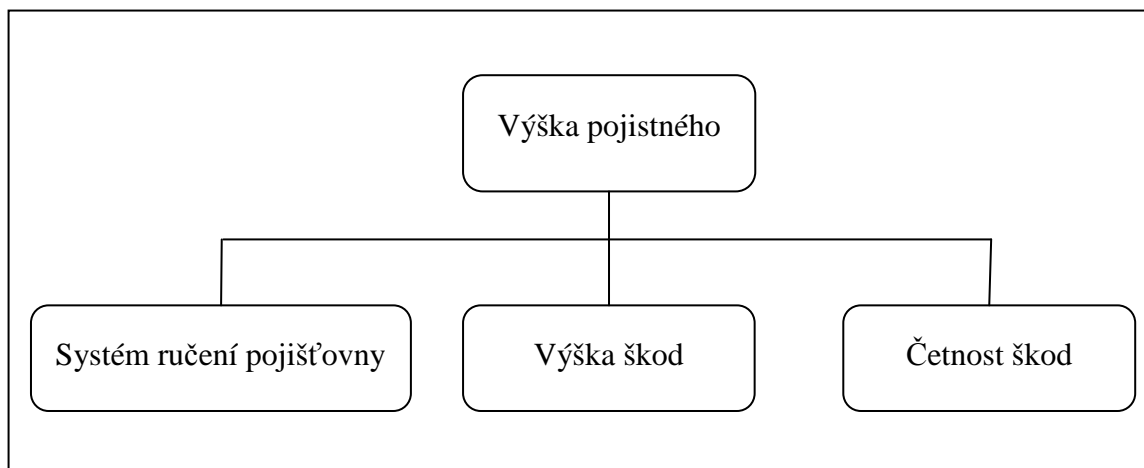 Výška pojistného
Systém ručení pojišťovny
Výška škod
Četnost škod